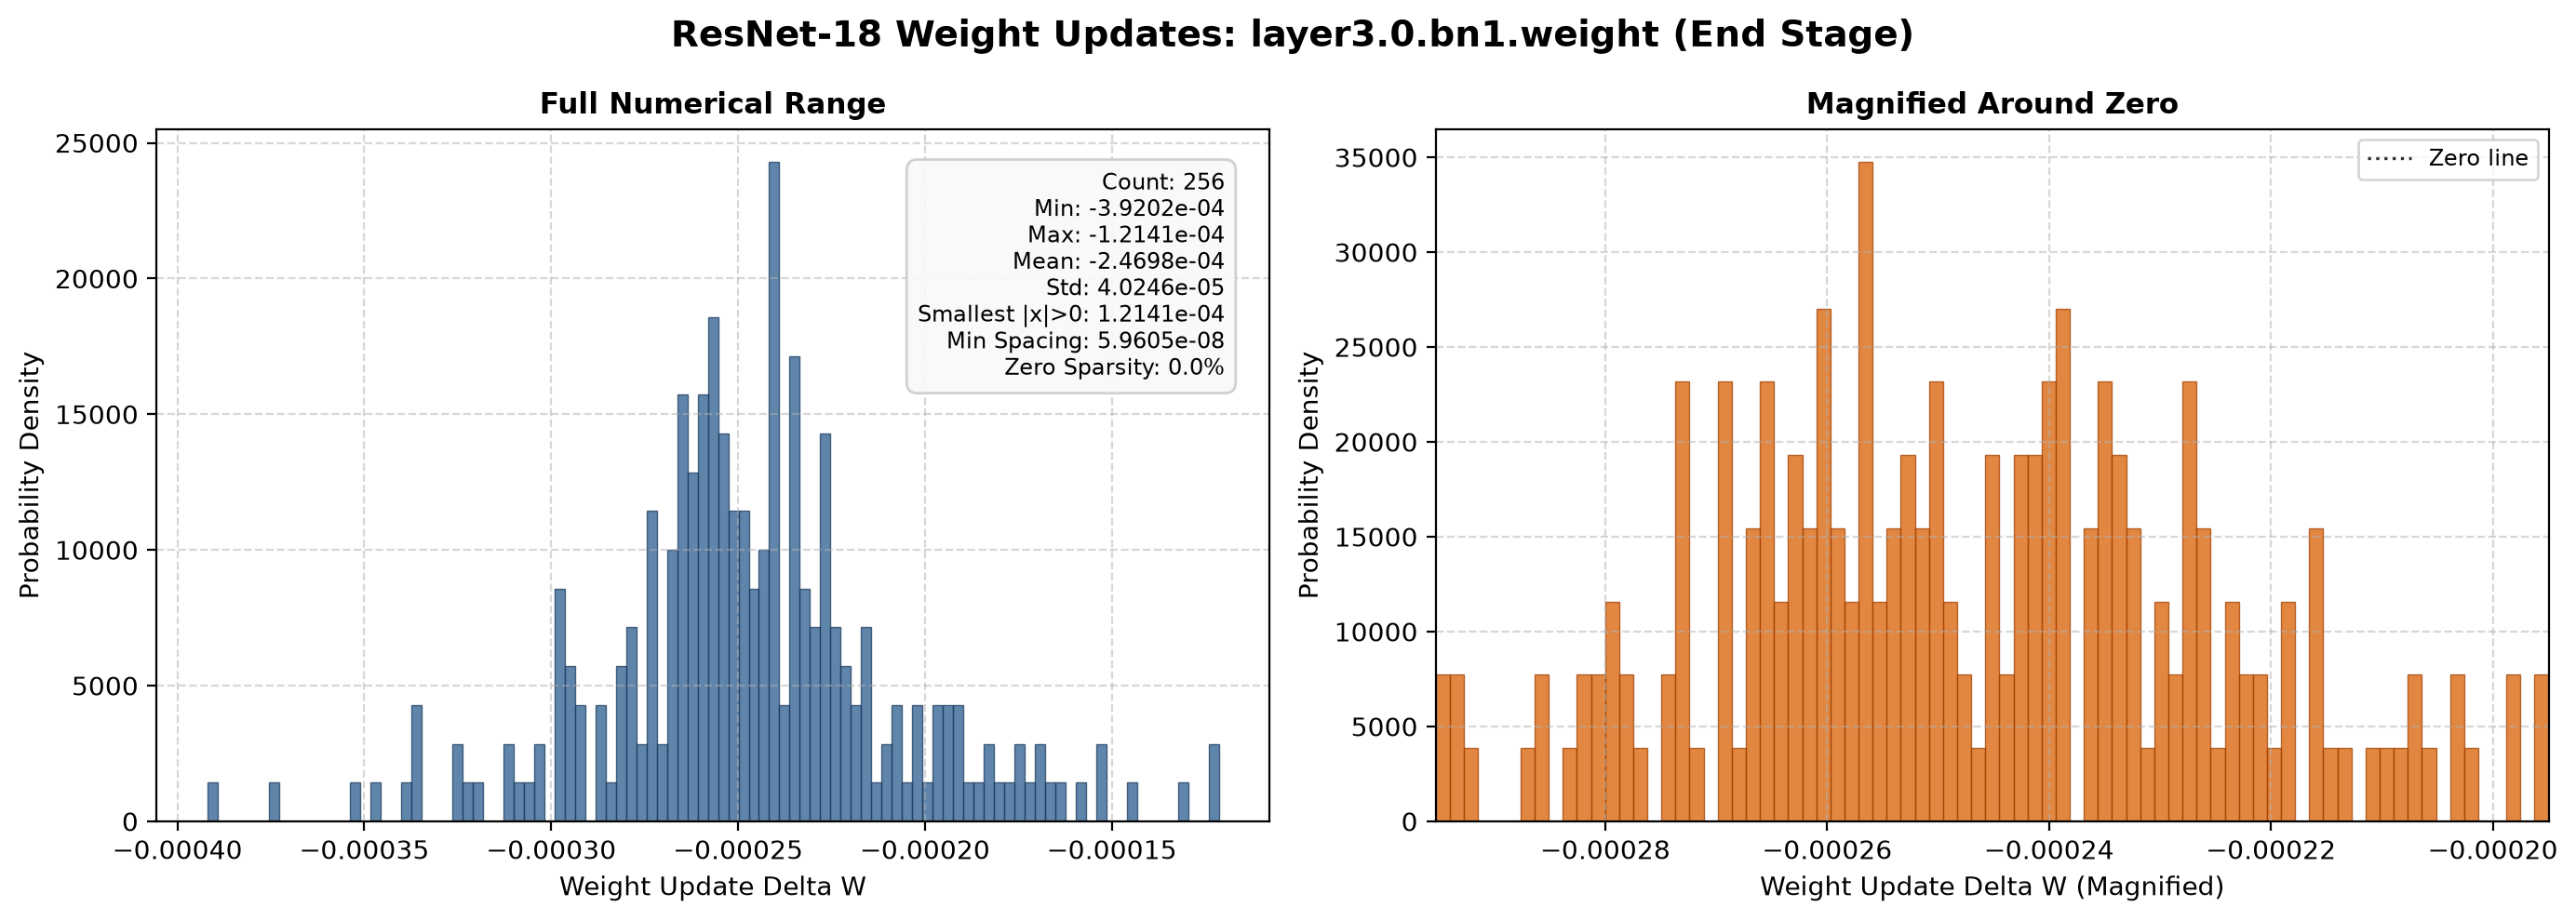 ResNet-18 Weight Updates: layer3.0.bn1.weight (End Stage)
Full Numerical Range
25000
20000
15000
10000
5000
0
Probability Density
Count: 256
Min: -3.9202e-04
Max: -1.2141e-04
Mean: -2.4698e-04
Std: 4.0246e-05
Smallest |x|>0: 1.2141e-04
Min Spacing: 5.9605e-08
Zero Sparsity: 0.0%
−0.00040 −0.00035 −0.00030 −0.00025 −0.00020 −0.00015
Weight Update Delta W
Magnified Around Zero
35000
30000
25000
20000
15000
10000
5000
0
Probability Density
Zero line
−0.00028 −0.00026 −0.00024 −0.00022 −0.00020
Weight Update Delta W (Magnified)